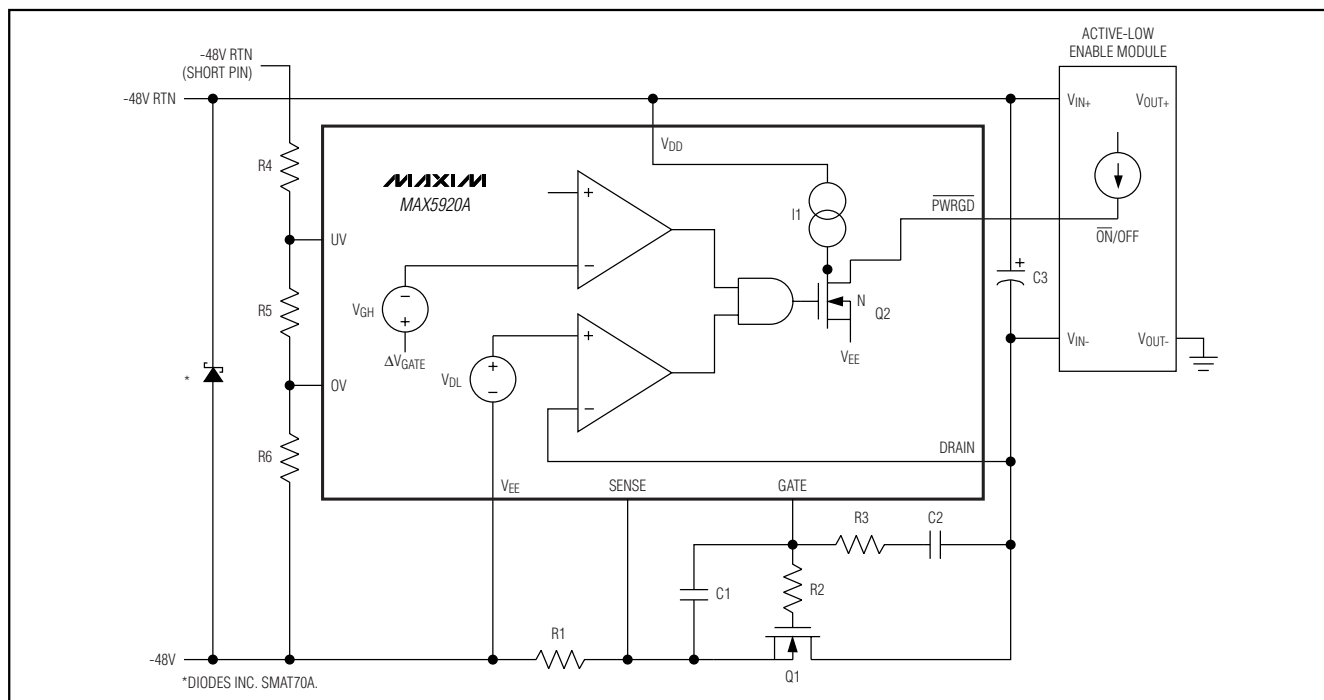 ACTIVE-LOW
ENABLE MODULE
-48V RTN
(SHORT PIN)
-48V RTN
VIN+
VOUT+
VDD
R4
MAXIM
MAX5920A
+
−
I1
PWRGD
ON/OFF
UV
R5
VGH
−
+
ΔVGATE
N
Q2
VEE
+
C3
VIN-
VOUT-
*
OV
VDL
+
−
+
−
R6
DRAIN
VEE
SENSE
GATE
R3
C2
C1
R2
R1
-48V
Q1
*DIODES INC. SMAT70A.